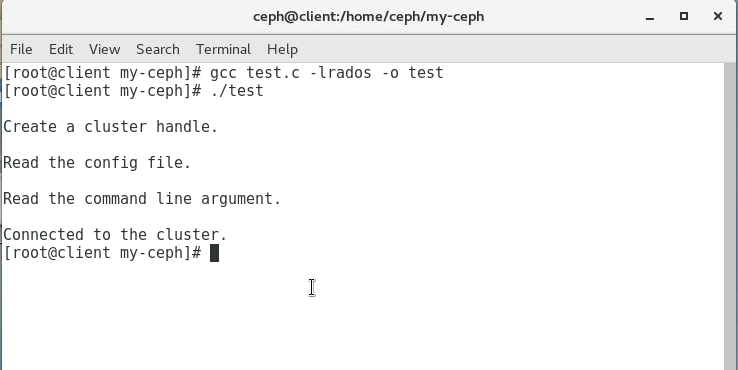 ceph@client:/home/ceph/my-ceph
File Edit View Search Terminal Help
[root@client my-ceph]# gcc test.c -lrados -o test
[root@client my-ceph]# ./test
Create a cluster handle.
Read the config file.
Read the command line argument.
Connected to the cluster.
[root@client my-ceph]#